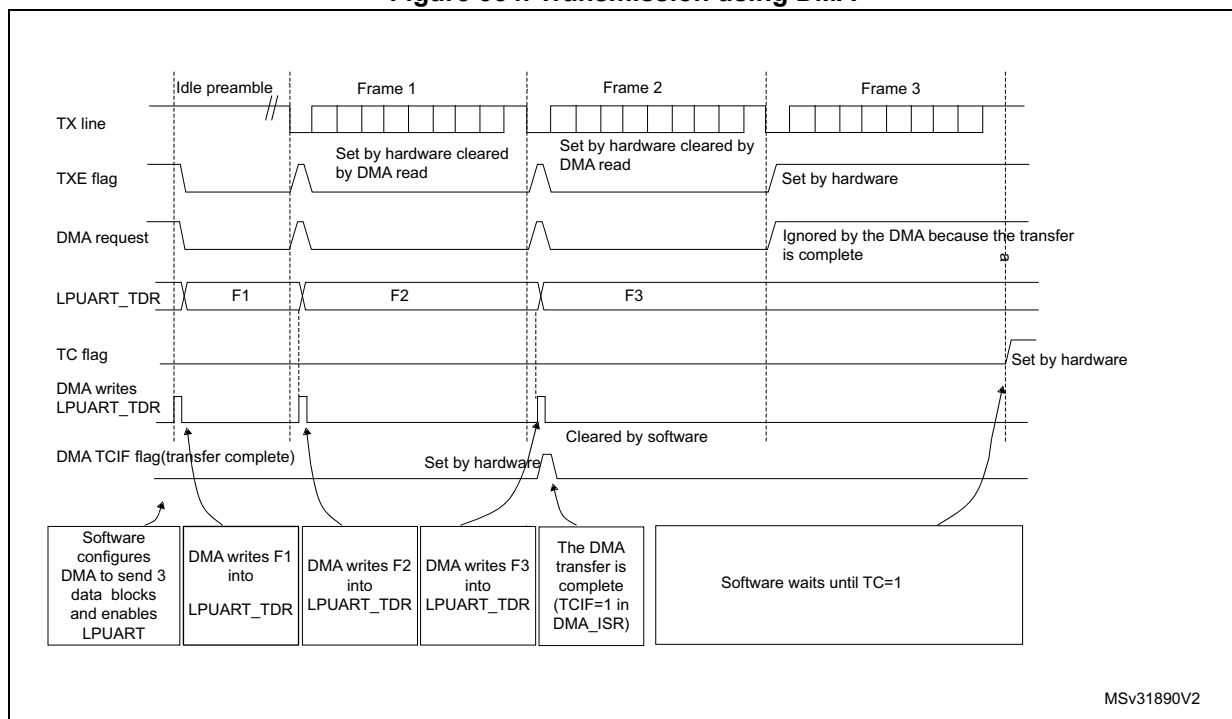 Idle preamble
Frame 1
Frame 2
Frame 3
TX line
Set by hardware cleared
by DMA read
Set by hardware cleared by
DMA read
TXE flag
Set by hardware
DMA request
Ignored by the DMA because the transfer
is complete
a
LPUART_TDR
F1
F2
F3
TC flag
Set by hardware
DMA writes
LPUART_TDR
Cleared by software
DMA TCIF flag(transfer complete)
Set by hardware
Software
configures
DMA to send 3
data blocks
and enables
LPUART
DMA writes F1
into
LPUART_TDR
DMA writes F2
into
LPUART_TDR
DMA writes F3
into
LPUART_TDR
The DMA
transfer is
complete
(TCIF=1 in
DMA_ISR)
Software waits until TC=1
MSv31890V2